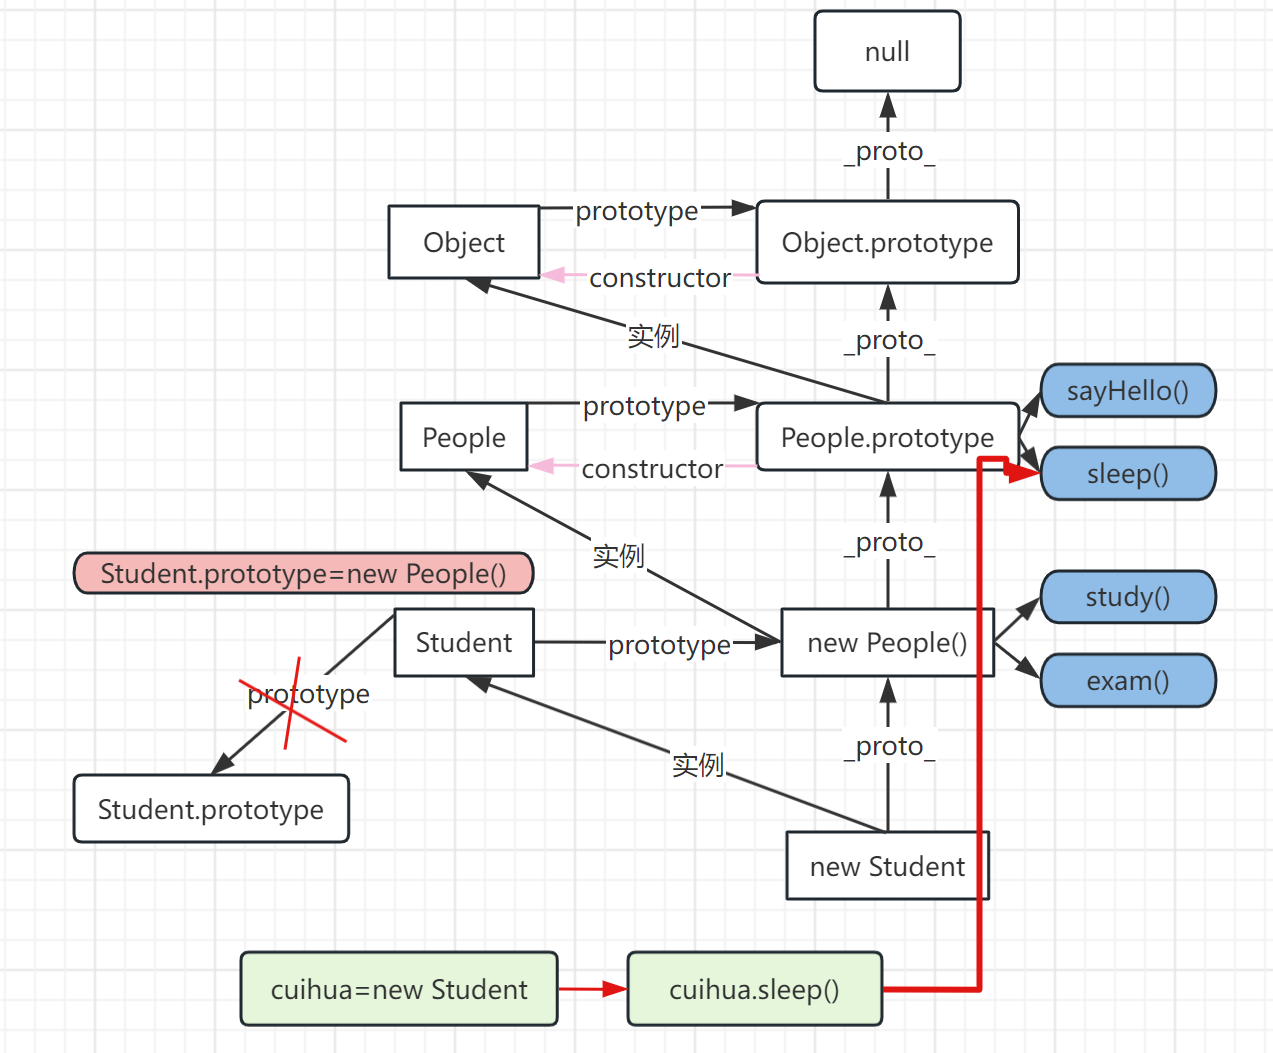 null
_proto_
prototype
Object
Object.prototype
constructor
实例
_proto_
sayHello()
prototype
People
People.prototype
constructor
sleep()
_proto_
实例
Student.prototype=new People()
study()
Student
prototype
new People()
exam()
prototype
_proto_
实例
Student.prototype
new Student
cuihua=new Student
cuihua.sleep()